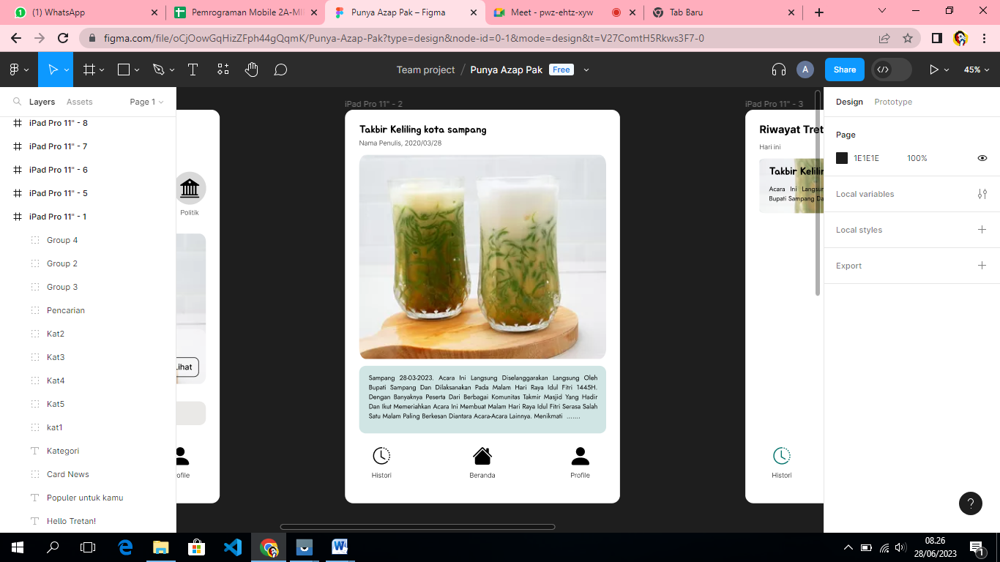 (1) WhatsApp
Pemrograman Mobile 2A-MI
Punya Azap Pak – Figma
Meet - pwz-ehtz-xyw
Tab Baru
figma.com/file/oCjOowGqHizZFph44gQqmK/Punya-Azap-Pak?type=design&node-id=0-1&mode=design&t=V27ComtH5Rkws3F7-0
Team project / Punya Azap Pak Free
A
Share
45%
Layers Assets Page 1
iPad Pro 11" - 8
iPad Pro 11" - 7
iPad Pro 11" - 6
iPad Pro 11" - 5
iPad Pro 11" - 1
Group 4
Group 2
Group 3
Pencarian
Kat2
Kat3
Kat4
Kat5
kat1
Kategori
Card News
Populer untuk kamu
Hello Tretan!
Politik
Lihat
ofile
iPad Pro 11" - 2
Takbir Keliling kota sampang
Nama Penulis, 2020/03/28
Sampang 28-03-2023. Acara Ini Langsung Diselanggarakan Langsung Oleh
Bupati Sampang Dan Dilaksanakan Pada Malam Hari Raya Idul Fitri 1445H.
Dengan Banyaknya Peserta Dari Berbagai Komunitas Takmir Masjid Yang Hadir
Dan Ikut Memeriahkan Acara Ini Membuat Malam Hari Raya Idul Fitri Serasa Salah
Satu Malam Paling Berkesan Diantara Acara-Acara Lainnya. Menikmati .......
Histori
Beranda
Profile
iPad Pro 11" - 3
Riwayat Tret
Hari ini
Takbir Kelilin
Acara Ini Langsun
Bupati Sampang Da
Histori
Design Prototype
Page
1E1E1E 100%
Local variables
Local styles
Export
?
08.26
28/06/2023
1